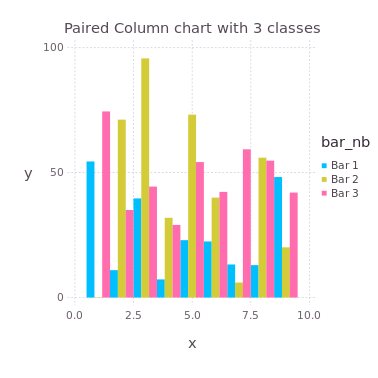 Paired Column chart with 3 classes
100
50
0
y
0.0 2.5 5.0 7.5 10.0
x
bar_nb
Bar 1
Bar 2
Bar 3